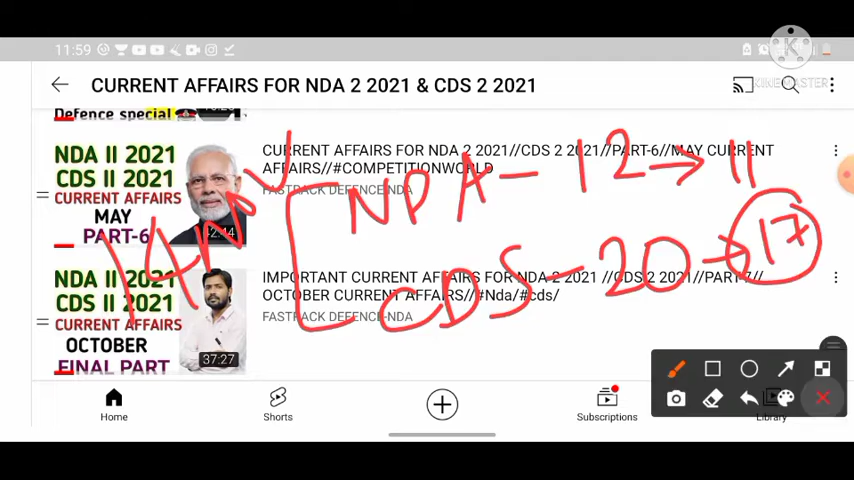 11:59
KINEMASTER
CURRENT AFFAIRS FOR NDA 2 2021 & CDS 2 2021
Defence special
NDA II 2021
CDS II 2021
CURRENT AFFAIRS
MAY
PART-6
42:44
CURRENT AFFAIRS FOR NDA 2 2021//CDS 2 2021//PART-6//MAY CURRENT
AFFAIRS//#COMPETITIONWORLD
FASTRACK DEFENCE-NDA
NDA II 2021
CDS II 2021
CURRENT AFFAIRS
OCTOBER
FINAL PART
37:27
IMPORTANT CURRENT AFFAIRS FOR NDA 2 2021 //CDS 2 2021//PART-7//
OCTOBER CURRENT AFFAIRS//#Nda/#cds/
FASTRACK DEFENCE-NDA
14 Nov
NDA - 12 → 11
CDS - 20 → 17
Home
Shorts
Subscriptions
Library